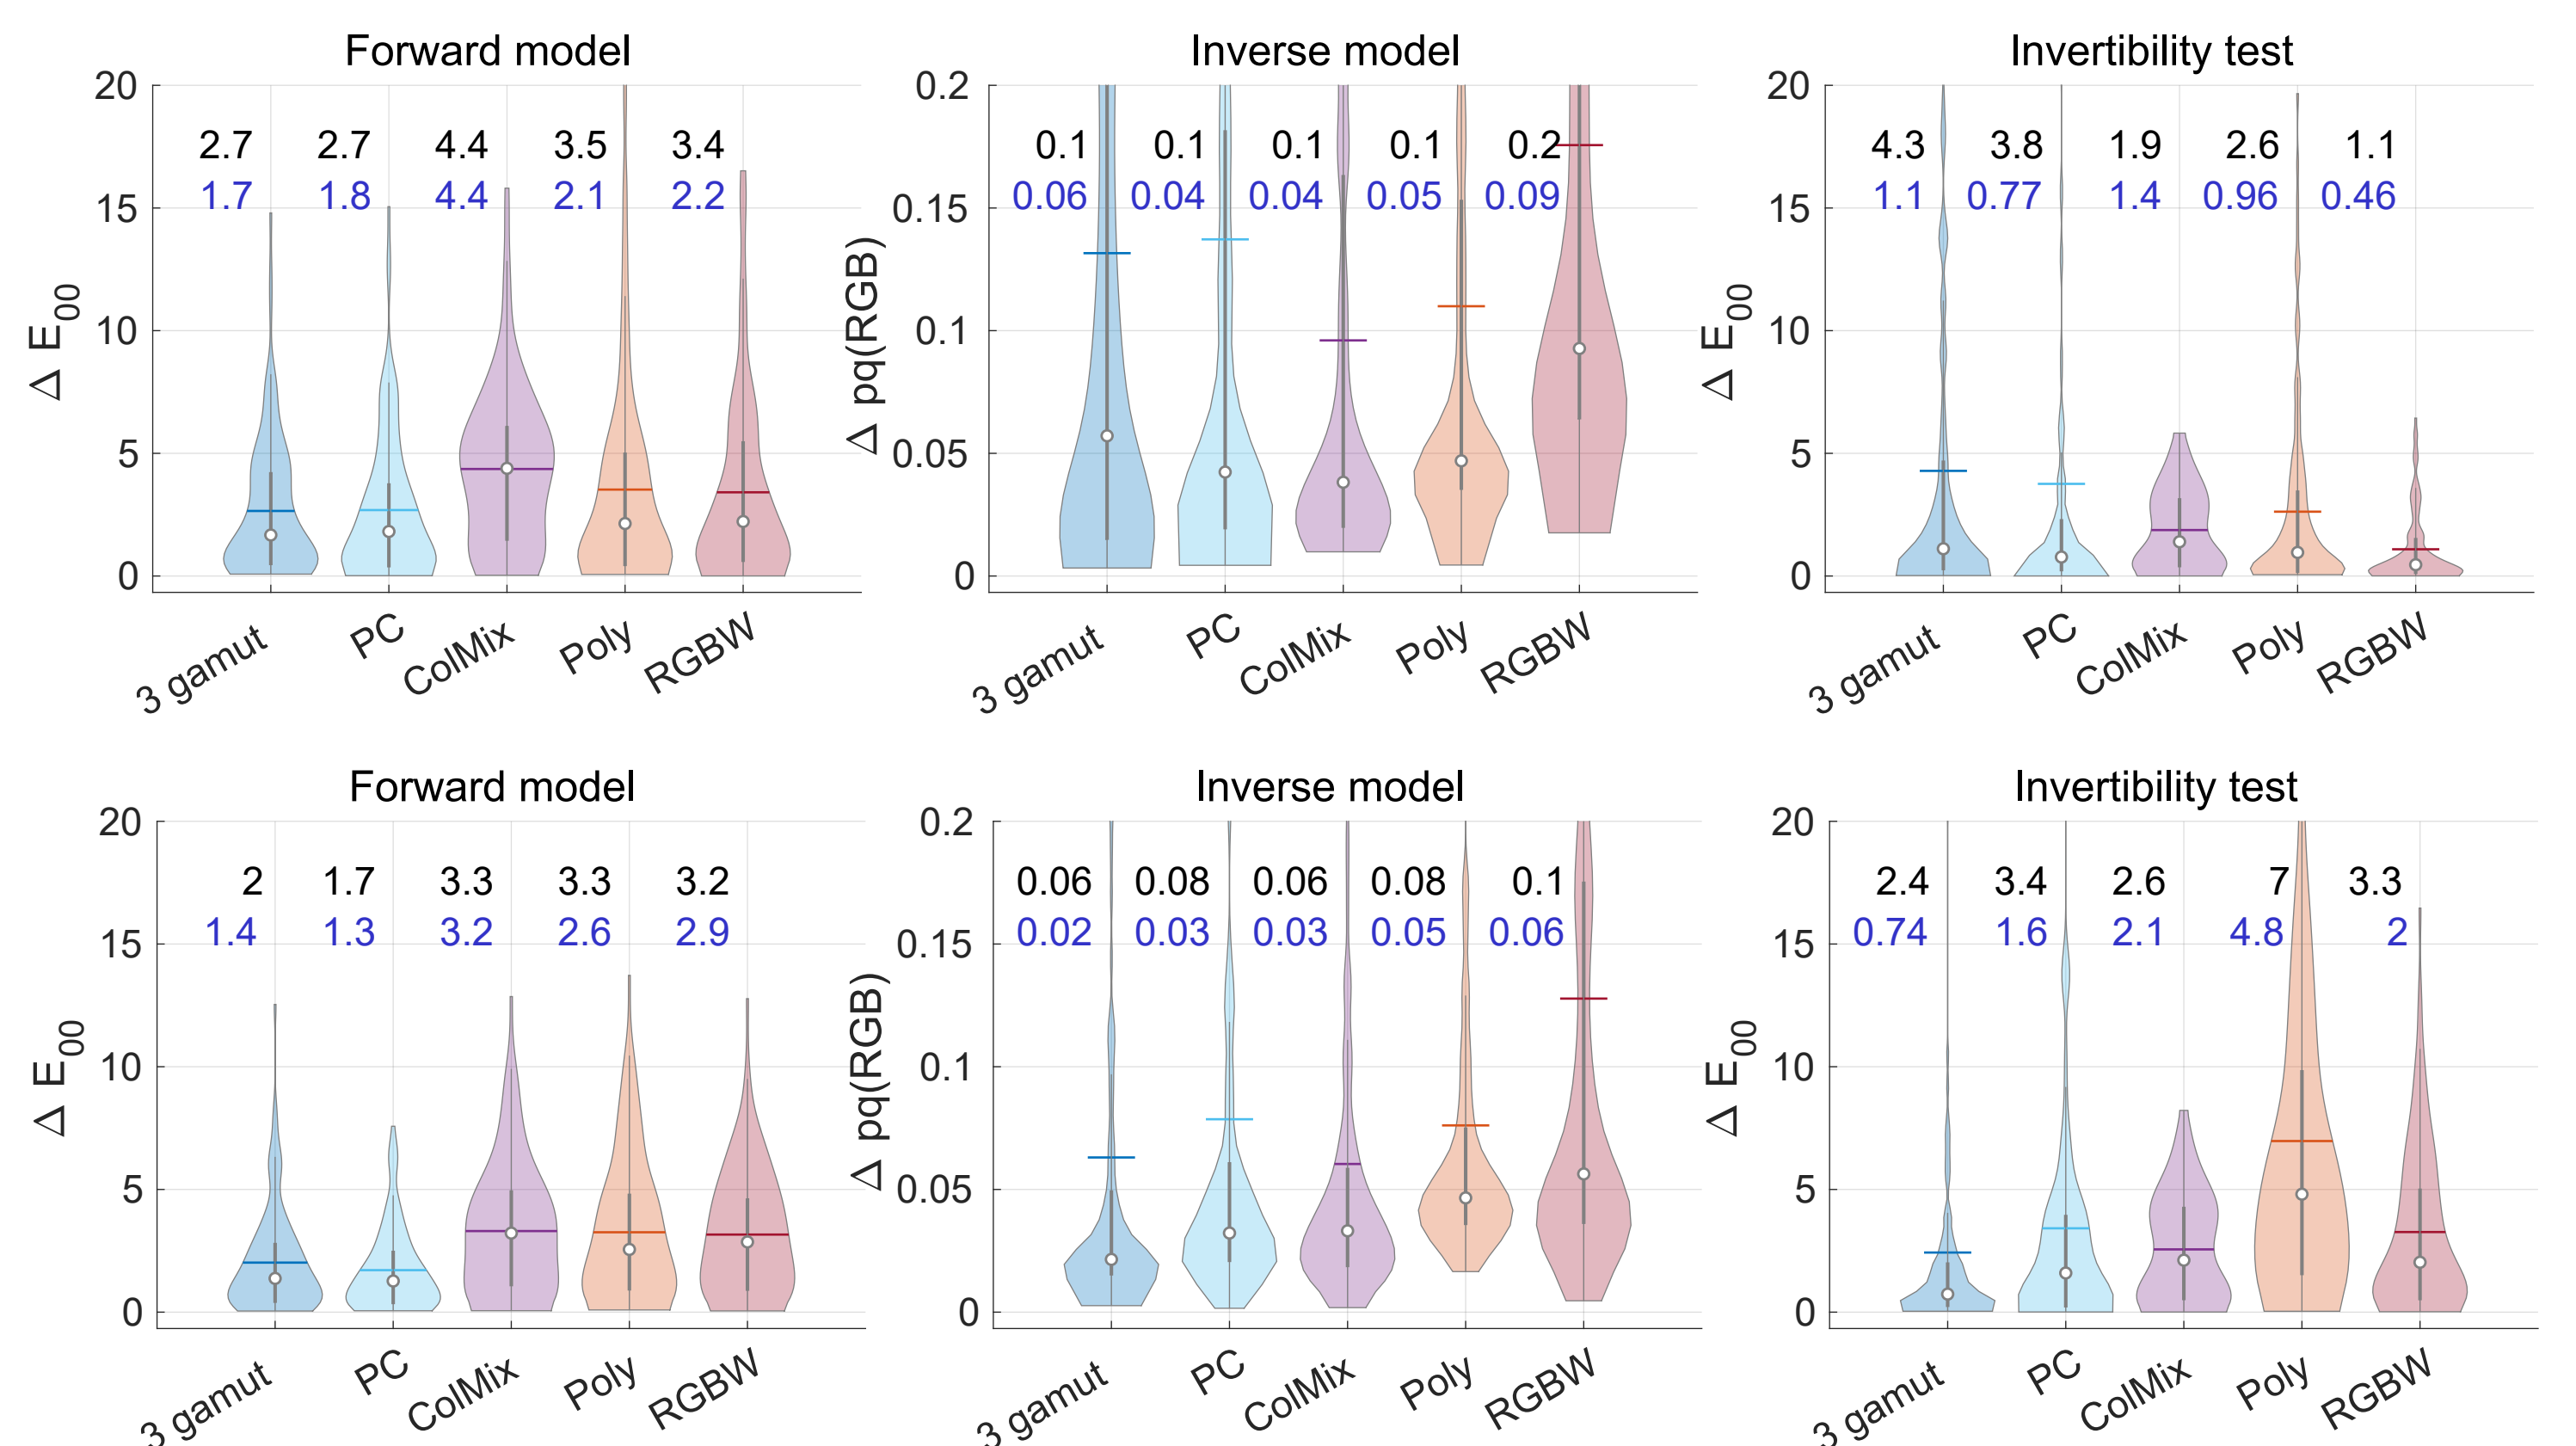 Forward model
20
15
10
5
0
Δ E00
2.7 2.7 4.4 3.5 3.4
1.7 1.8 4.4 2.1 2.2
3 gamut PC ColMix Poly RGBW
Inverse model
0.2
0.15
0.1
0.05
0
Δ pq(RGB)
0.1 0.1 0.1 0.1 0.2
0.06 0.04 0.04 0.05 0.09
3 gamut PC ColMix Poly RGBW
Invertibility test
20
15
10
5
0
Δ E00
4.3 3.8 1.9 2.6 1.1
1.1 0.77 1.4 0.96 0.46
3 gamut PC ColMix Poly RGBW
Forward model
20
15
10
5
0
Δ E00
2 1.7 3.3 3.3 3.2
1.4 1.3 3.2 2.6 2.9
3 gamut PC ColMix Poly RGBW
Inverse model
0.2
0.15
0.1
0.05
0
Δ pq(RGB)
0.06 0.08 0.06 0.08 0.1
0.02 0.03 0.03 0.05 0.06
3 gamut PC ColMix Poly RGBW
Invertibility test
20
15
10
5
0
Δ E00
2.4 3.4 2.6 7 3.3
0.74 1.6 2.1 4.8 2
3 gamut PC ColMix Poly RGBW